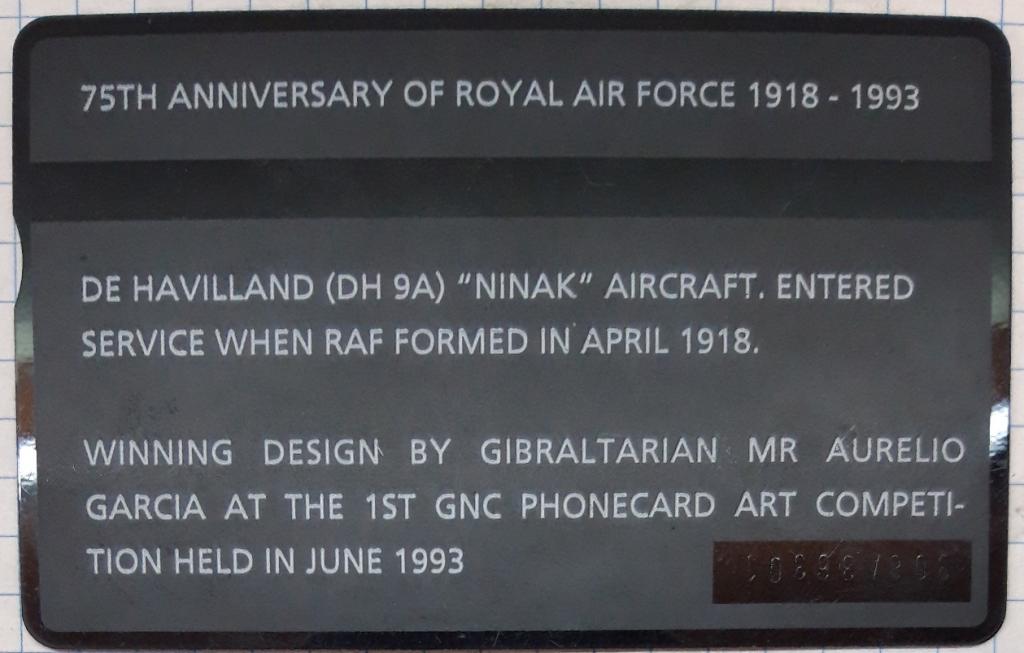 75TH ANNIVERSARY OF ROYAL AIR FORCE 1918 - 1993
DE HAVILLAND (DH 9A) “NINAK” AIRCRAFT. ENTERED
SERVICE WHEN RAF FORMED IN APRIL 1918.
WINNING DESIGN BY GIBRALTARIAN MR AURELIO
GARCIA AT THE 1ST GNC PHONECARD ART COMPETI-
TION HELD IN JUNE 1993